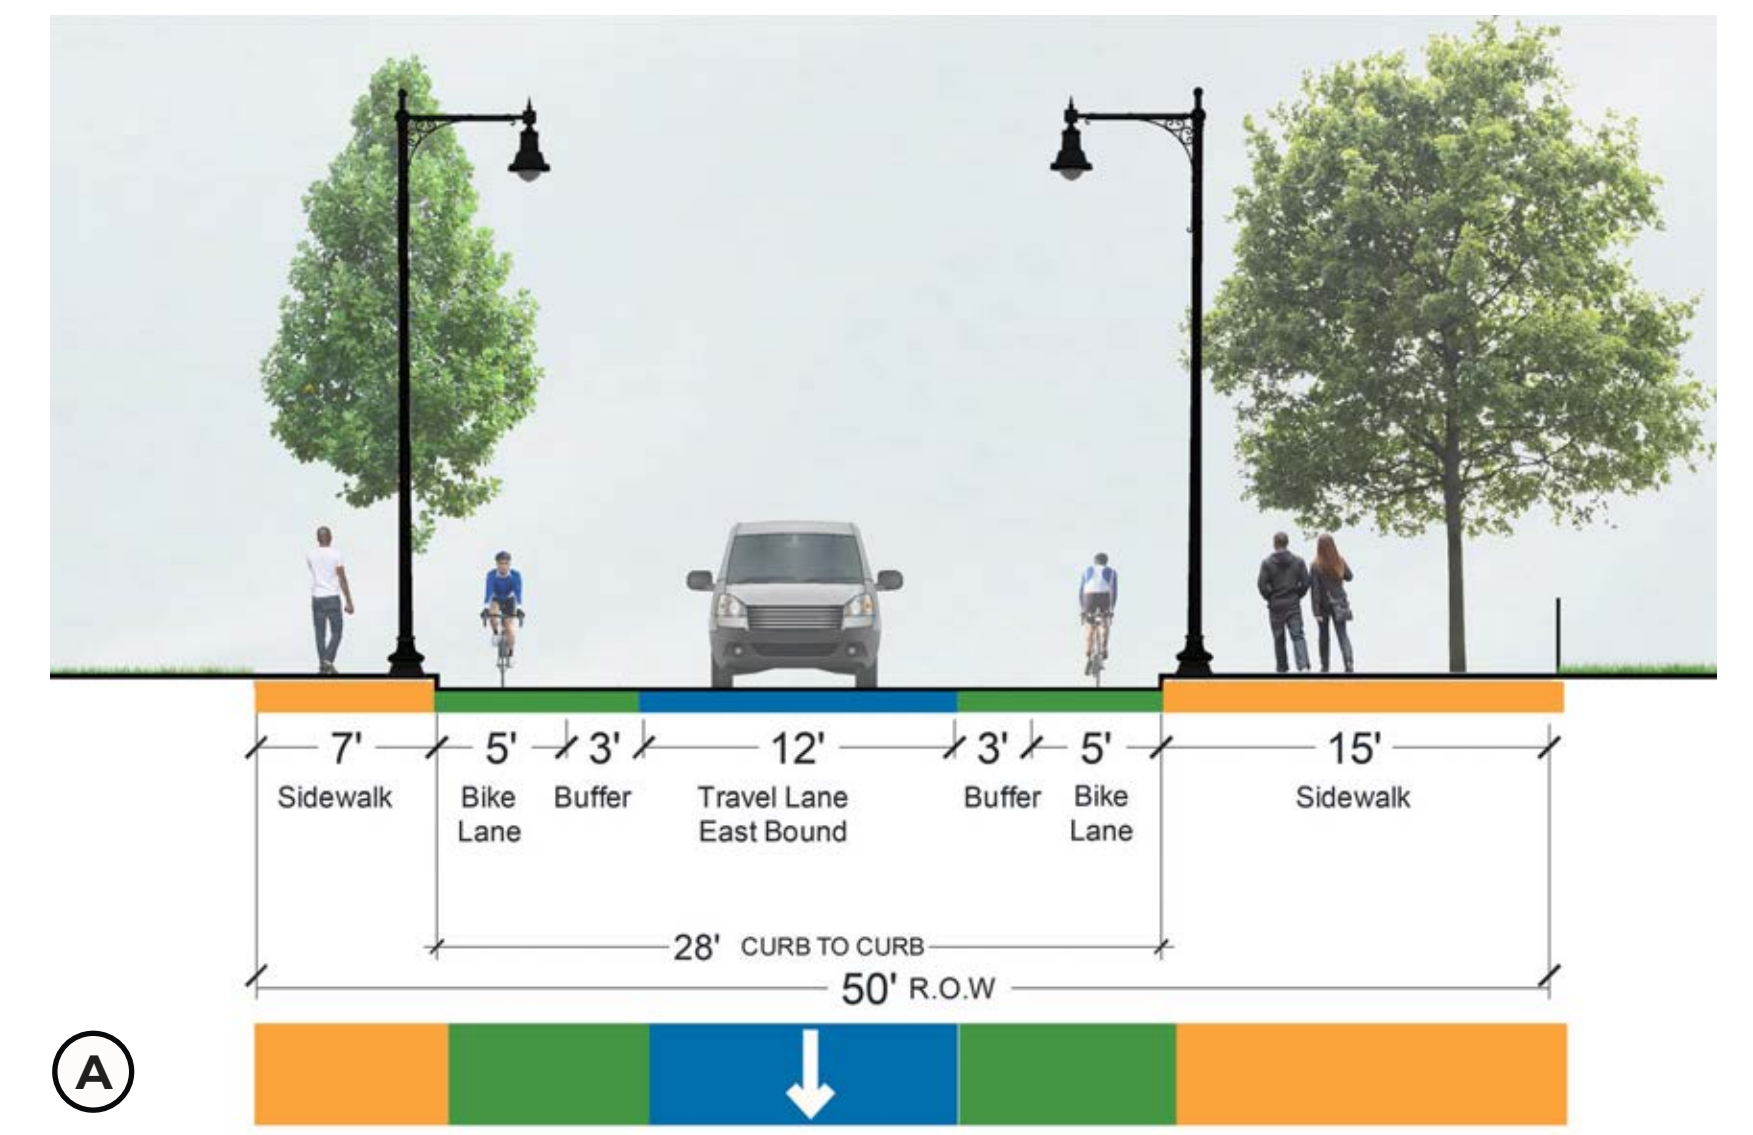 7' 5' 3' 12' 3' 5' 15'
Sidewalk Bike Buffer Travel Lane Buffer Bike Sidewalk
Lane East Bound Lane
28' CURB TO CURB
50' R.O.W
A